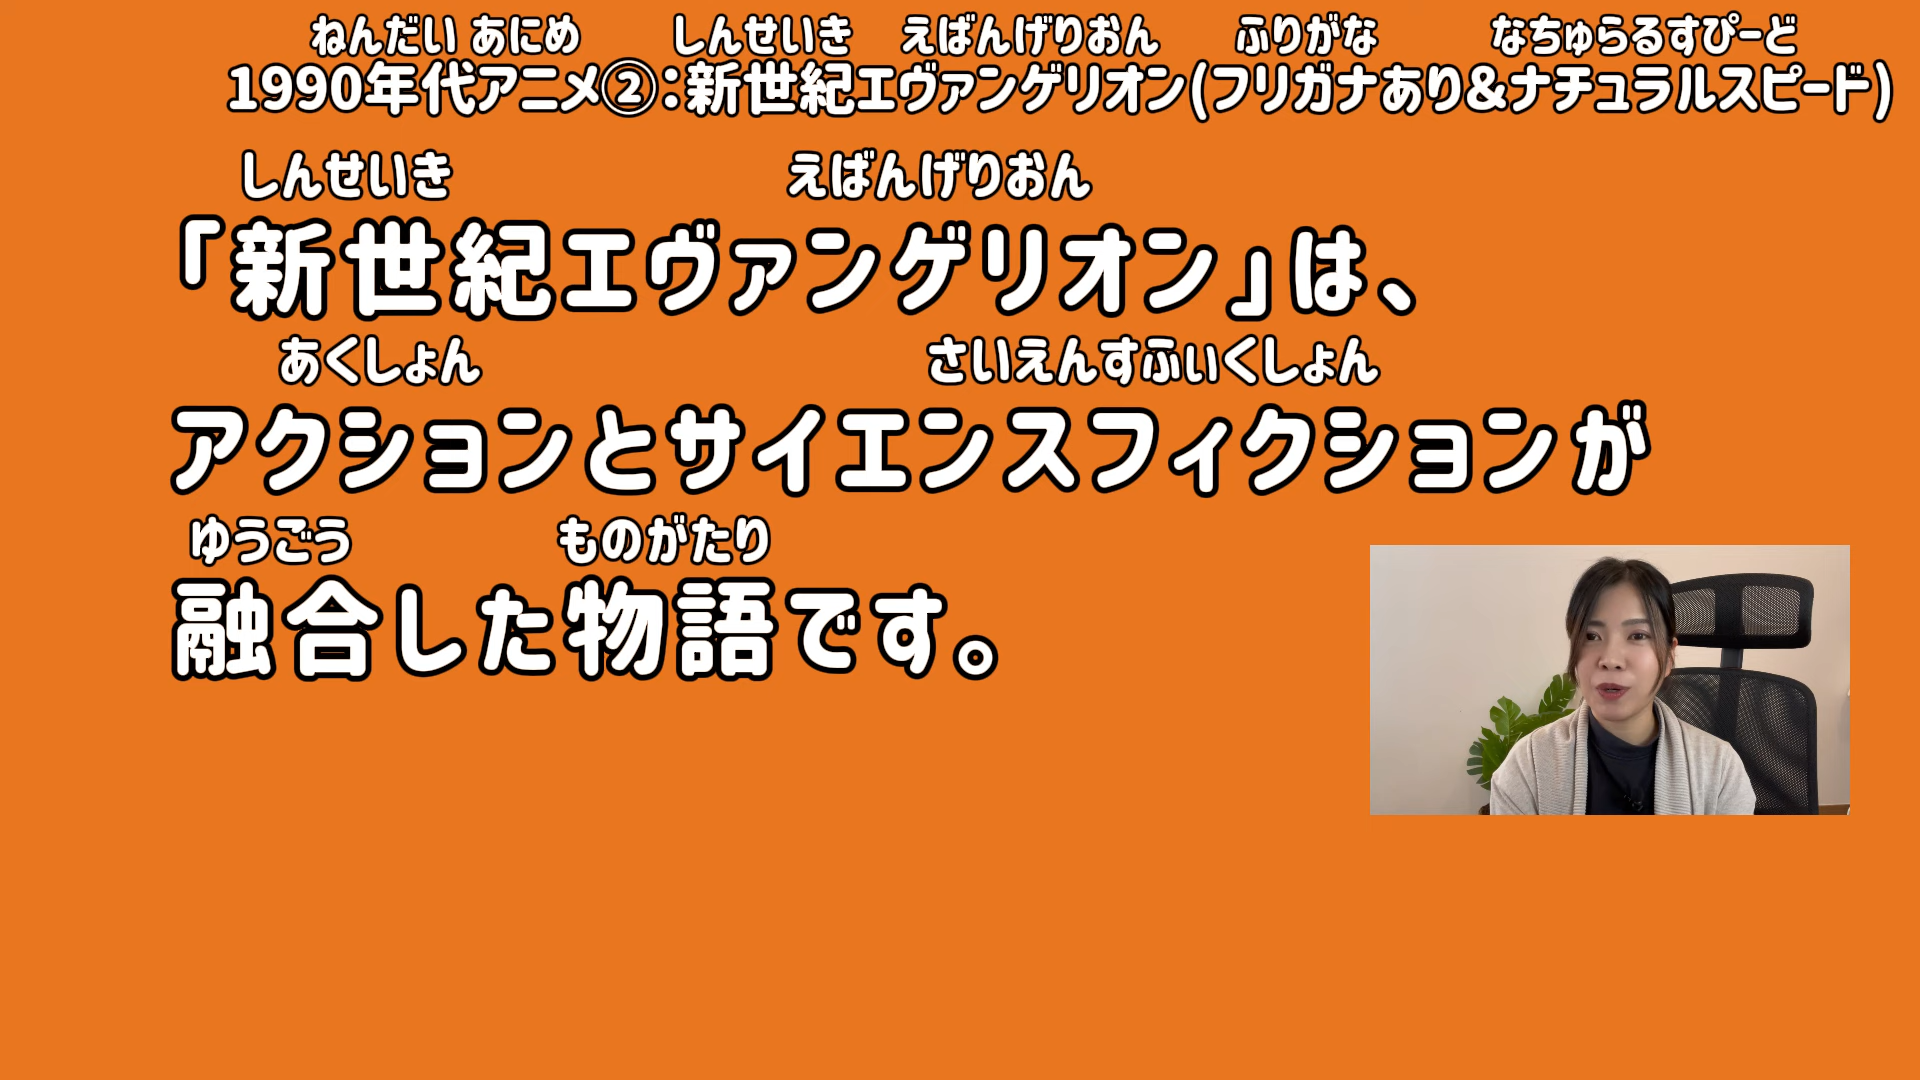 ねんだい あにめ しんせいき えばんげりおん ふりがな なちゅらるすぴーど
1990年代アニメ②：新世紀エヴァンゲリオン(フリガナあり&ナチュラルスピード)
しんせいき えばんげりおん
「新世紀エヴァンゲリオン」は、
あくしょん さいえんすふぃくしょん
アクションとサイエンスフィクションが
ゆうごう ものがたり
融合した物語です。